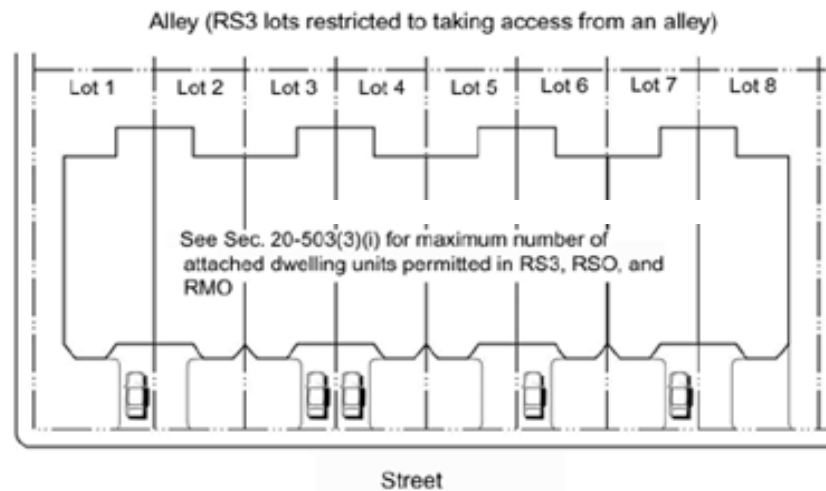 Alley (RS3 lots restricted to taking access from an alley)
Lot 1 Lot 2 Lot 3 Lot 4 Lot 5 Lot 6 Lot 7 Lot 8
See Sec. 20-503(3)(i) for maximum number of
attached dwelling units permitted in RS3, RSO, and
RMO
Street